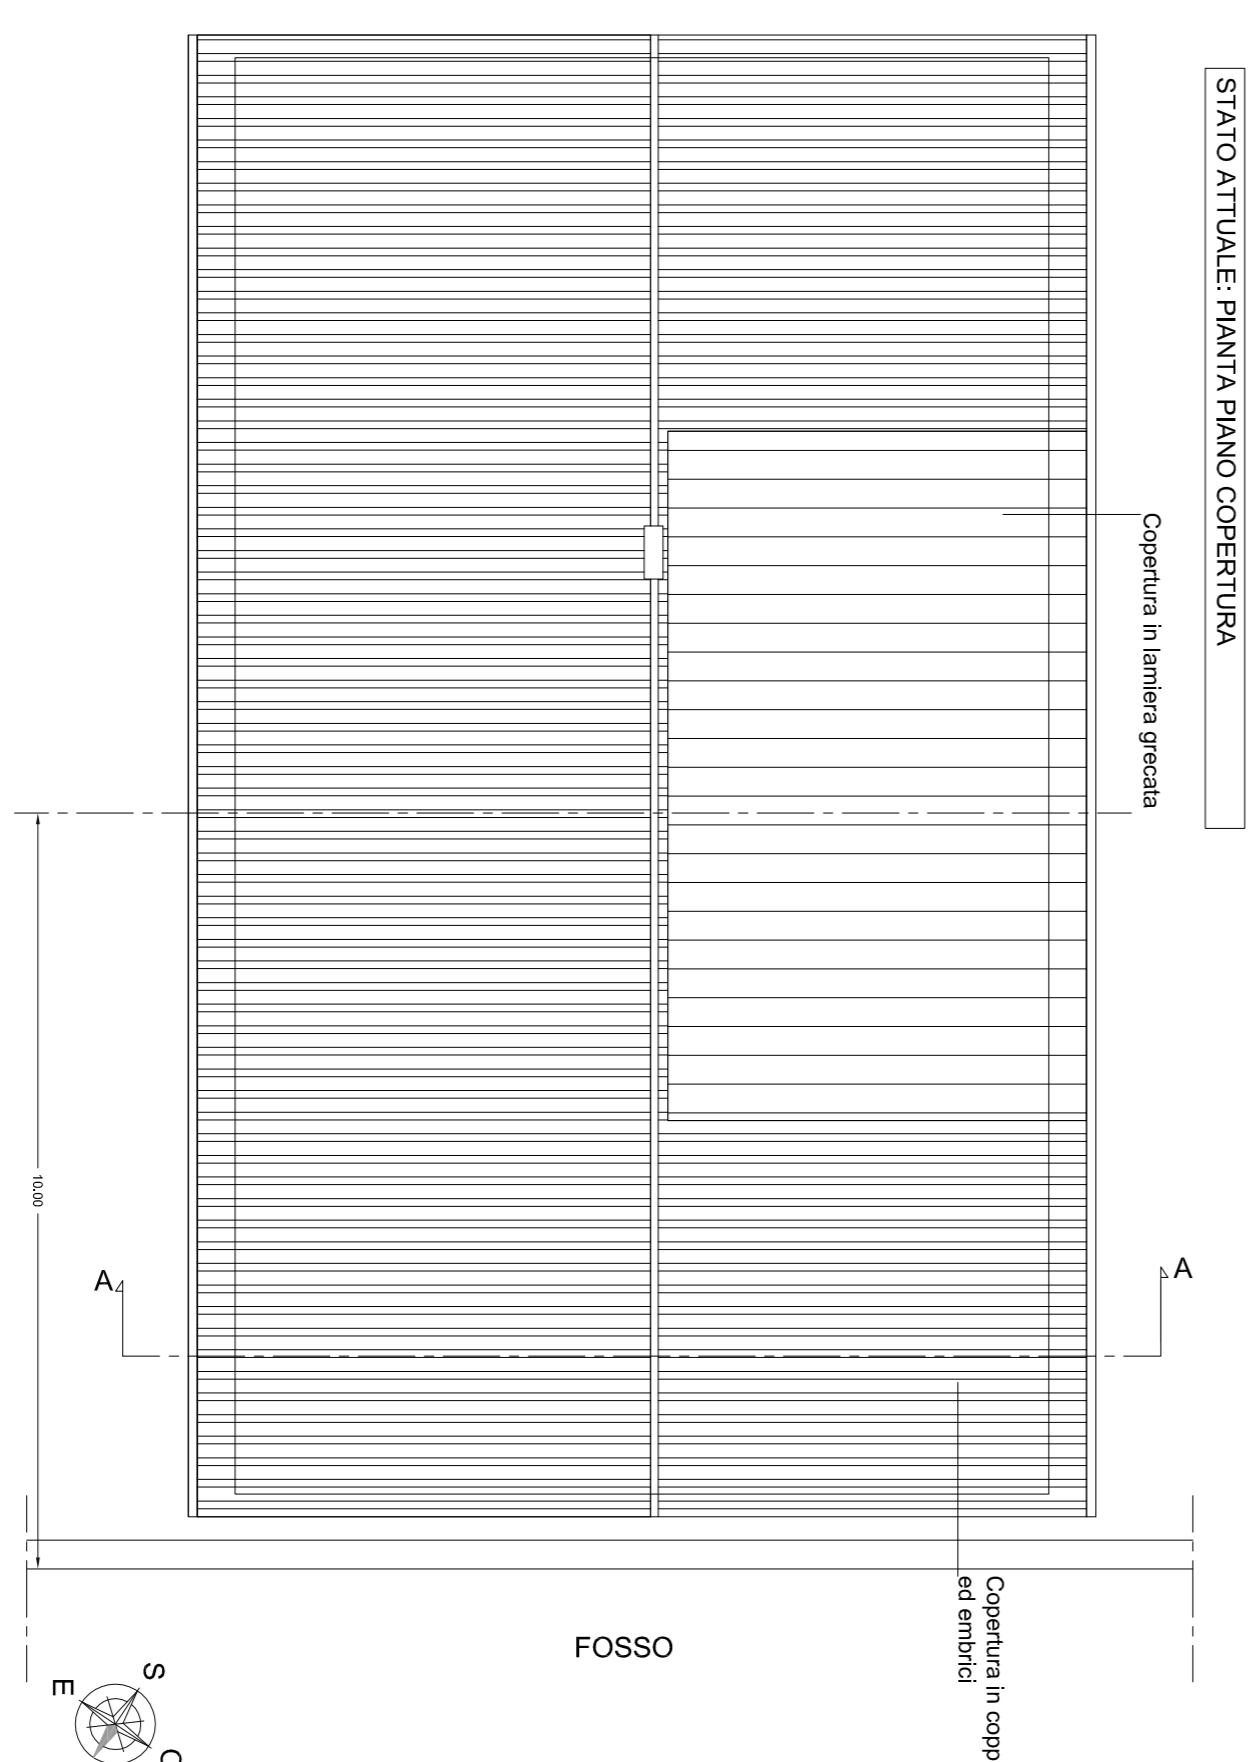 STATO ATTUALE: PIANTA PIANO COPERTURA
Copertura in lamiera grecata
10.00
A
A
Copertura in copp
ed embrici
FOSSO
S
E